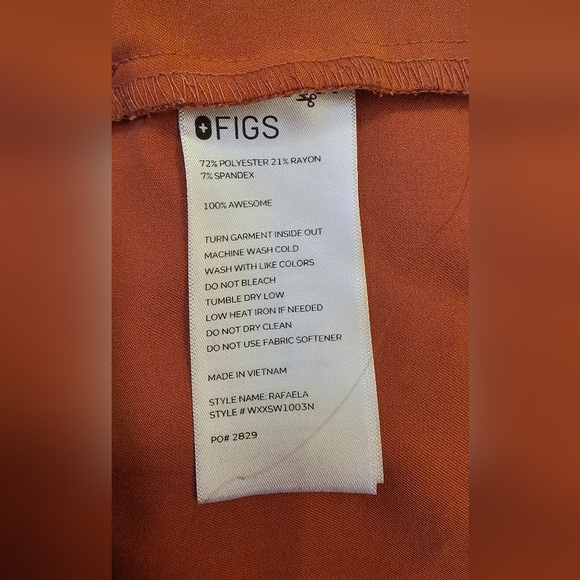 FIGS
72% POLYESTER 21% RAYON
7% SPANDEX
100% AWESOME
TURN GARMENT INSIDE OUT
MACHINE WASH COLD
WASH WITH LIKE COLORS
DO NOT BLEACH
TUMBLE DRY LOW
LOW HEAT IRON IF NEEDED
DO NOT DRY CLEAN
DO NOT USE FABRIC SOFTENER
MADE IN VIETNAM
STYLE NAME: RAFAELA
STYLE # WXXSW1003N
PO# 2829